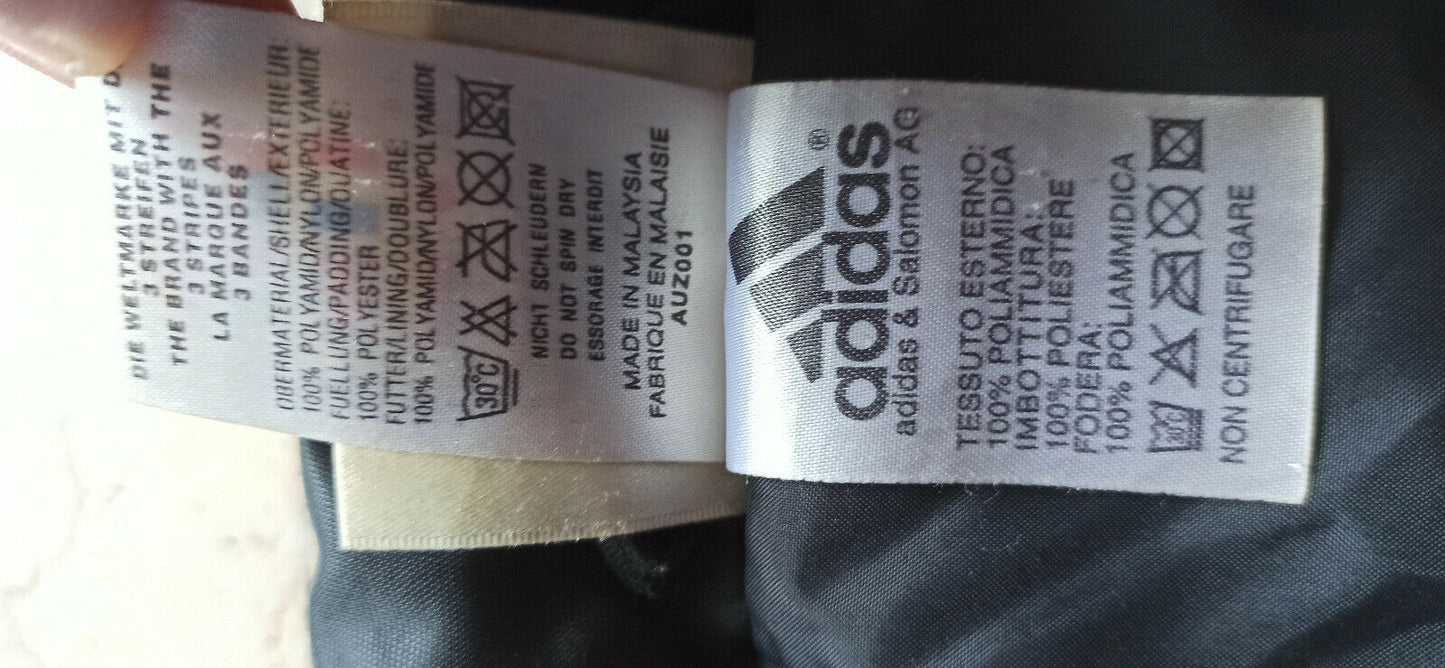 DIE WELTMARKE MIT D
3 STREIFEN
THE BRAND WITH THE
3 STRIPES
LA MARQUE AUX
3 BANDES
OBERMATERIAL/SHELL/EXTERIEUR:
100% POLYAMID/NYLON/POLYAMIDE
FUELLUNG/PADDING/OUATINE:
100% POLYESTER
FUTTER/LINING/DOUBLURE:
100% POLYAMID/NYLON/POLYAMIDE
30°C
NICHT SCHLEUDERN
DO NOT SPIN DRY
ESSORAGE INTERDIT
MADE IN MALAYSIA
FABRIQUE EN MALAISIE
AUZ001
adidas®
adidas & Salomon AG
TESSUTO ESTERNO:
100% POLIAMMIDICA
IMBOTTITURA:
100% POLIESTERE
FODERA:
100% POLIAMMIDICA
30
NON CENTRIFUGARE